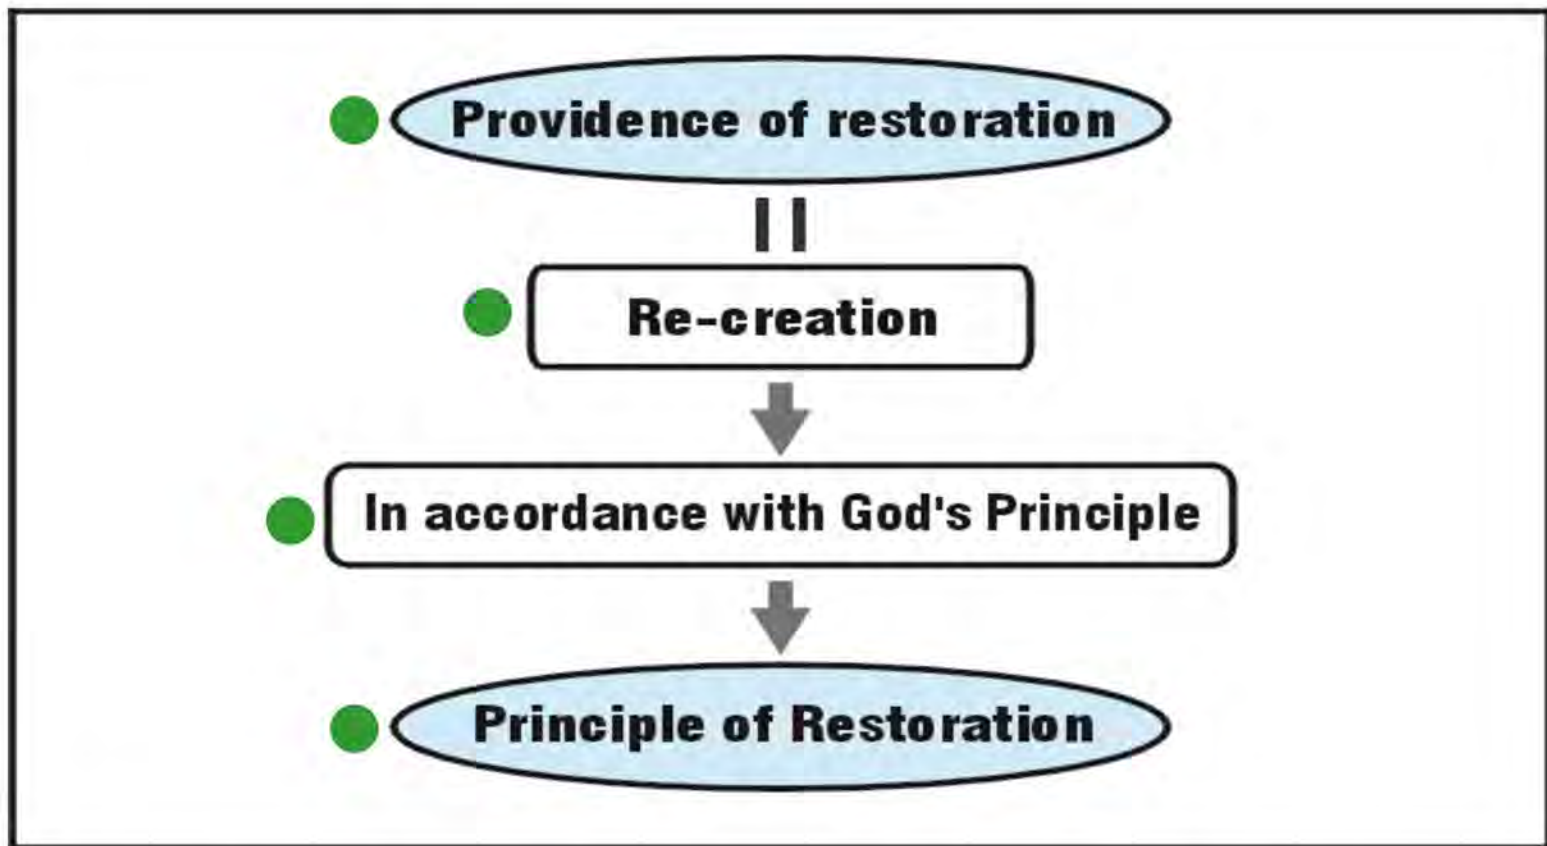 Providence of restoration
Re-creation
In accordance with God's Principle
Principle of Restoration